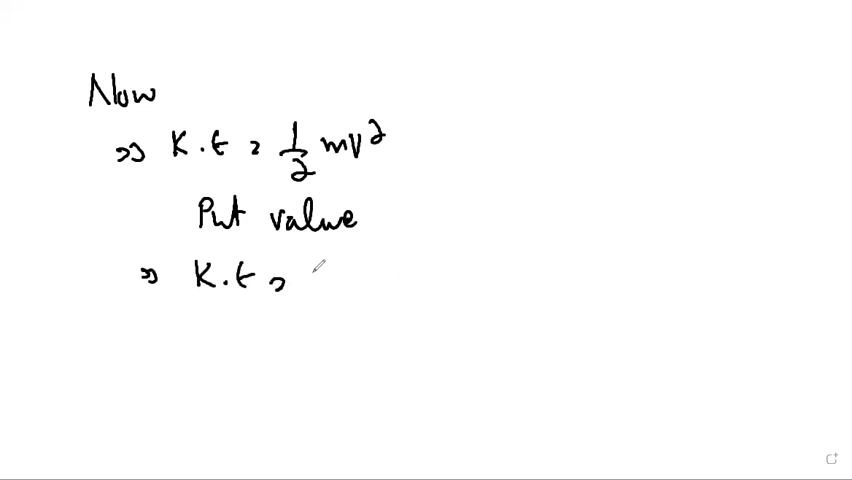 Now
⇒ K.E = 1/2 mv²
Put value
⇒ K.E =